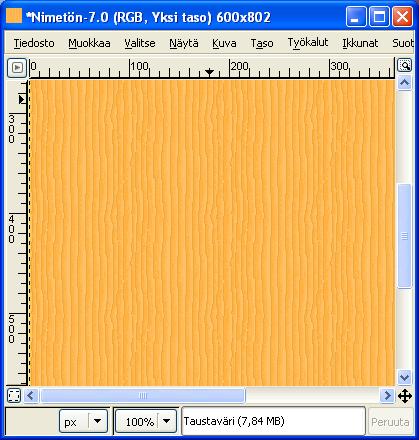 *Nimetön-7.0 (RGB, Yksi taso) 600x802
Tiedosto Muokkaa Valitse Näytä Kuva Taso Työkalut Ikkunat Suot
0 100, 200, 300,
300
400
500
px 100% Taustaväri (7,84 MB) Peruuta